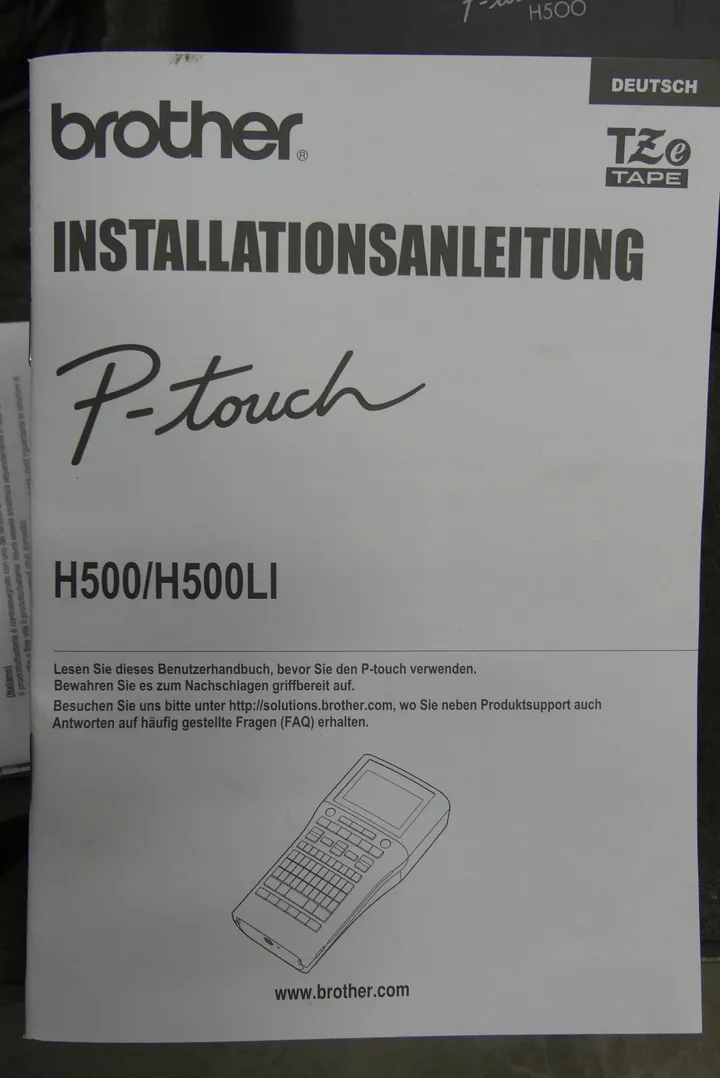 P-touch
H500
DEUTSCH
brother®
TZe
TAPE
INSTALLATIONSANLEITUNG
P-touch
H500/H500LI
Lesen Sie dieses Benutzerhandbuch, bevor Sie den P-touch verwenden.
Bewahren Sie es zum Nachschlagen griffbereit auf.
Besuchen Sie uns bitte unter http://solutions.brother.com, wo Sie neben Produktsupport auch
Antworten auf häufig gestellte Fragen (FAQ) erhalten.
www.brother.com
(Italiano)